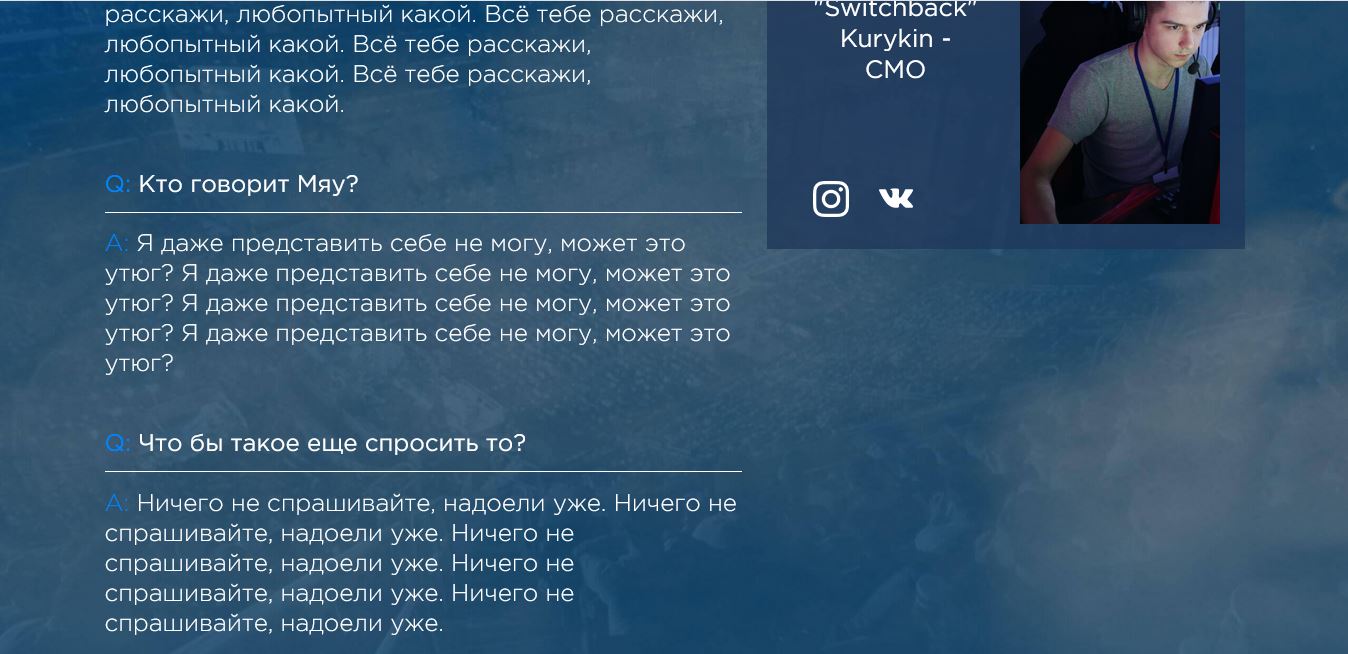 расскажи, любопытный какой. Всё тебе расскажи,
любопытный какой. Всё тебе расскажи,
любопытный какой. Всё тебе расскажи,
любопытный какой.
Q: Кто говорит Мяу?
A: Я даже представить себе не могу, может это
утюг? Я даже представить себе не могу, может это
утюг? Я даже представить себе не могу, может это
утюг? Я даже представить себе не могу, может это
утюг?
Q: Что бы такое еще спросить то?
A: Ничего не спрашивайте, надоели уже. Ничего не
спрашивайте, надоели уже. Ничего не
спрашивайте, надоели уже. Ничего не
спрашивайте, надоели уже. Ничего не
спрашивайте, надоели уже.
"Switchback"
Kurykin -
CMO